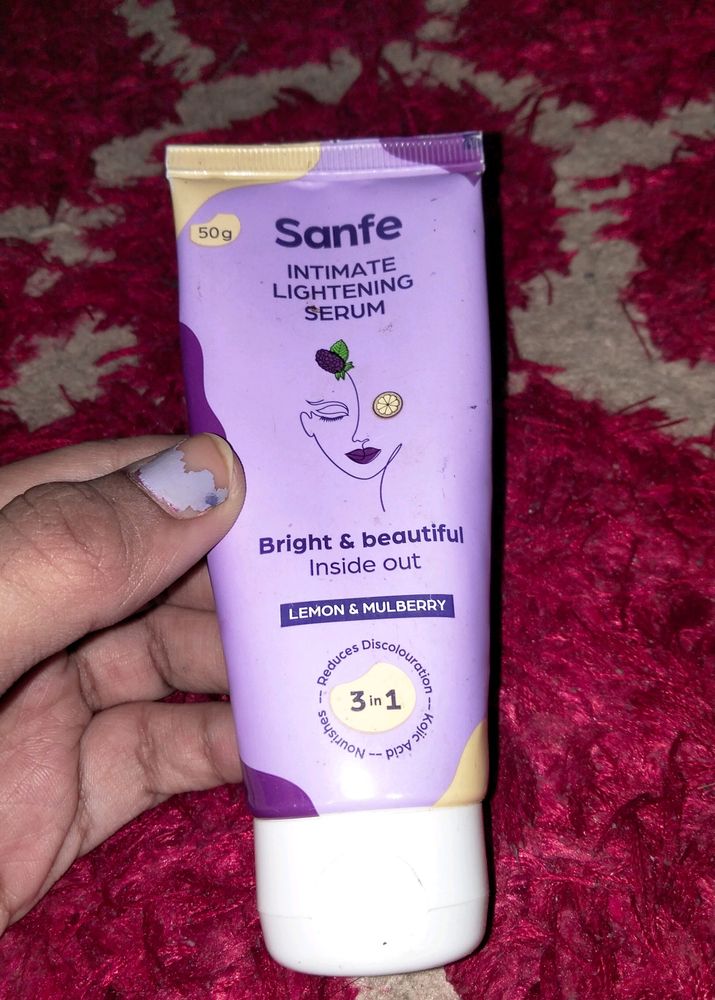 50g
Sanfe
INTIMATE
LIGHTENING
SERUM
Bright & beautiful
Inside out
LEMON & MULBERRY
Reduces Discolouration -- Kojic Acid -- Nourishes --
3 in 1